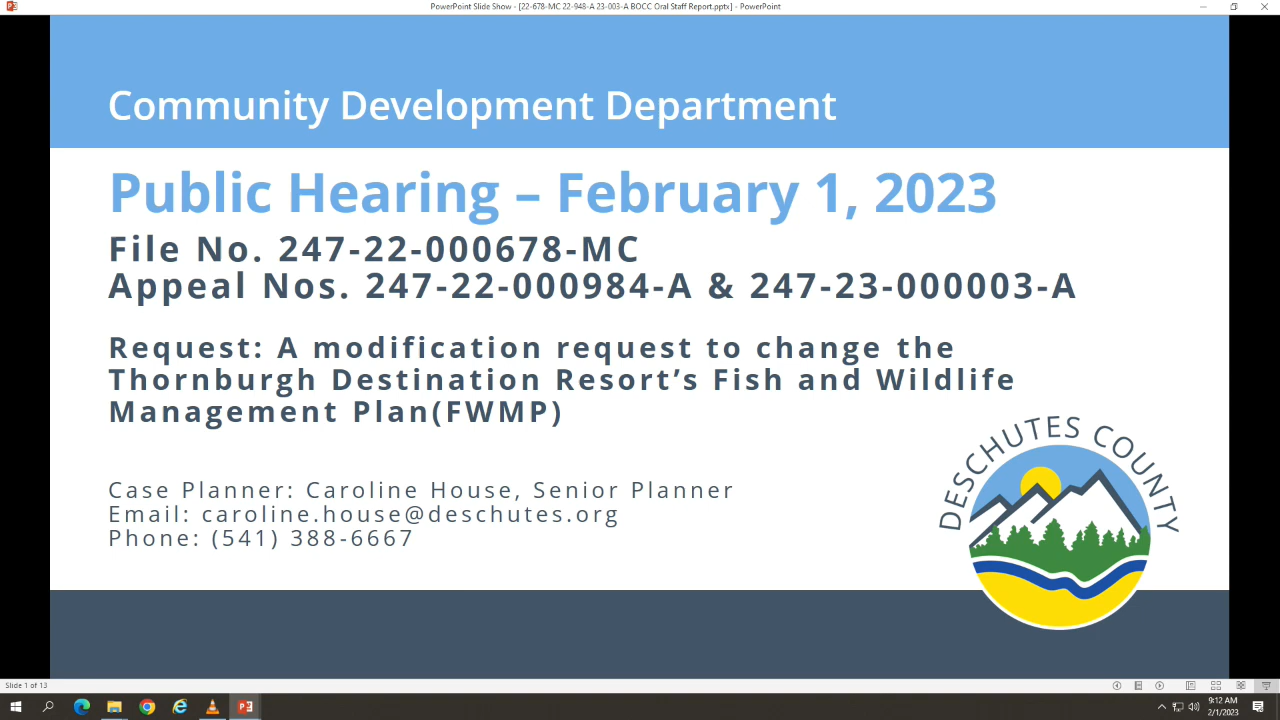 PowerPoint Slide Show - [22-678-MC 22-948-A 23-003-A BOCC Oral Staff Report.pptx] - PowerPoint
Community Development Department
Public Hearing – February 1, 2023
File No. 247-22-000678-MC
Appeal Nos. 247-22-000984-A & 247-23-000003-A
Request: A modification request to change the
Thornburgh Destination Resort’s Fish and Wildlife
Management Plan(FWMP)
Case Planner: Caroline House, Senior Planner
Email: caroline.house@deschutes.org
Phone: (541) 388-6667
DESCHUTES COUNTY
Slide 1 of 13
9:12 AM
2/1/2023